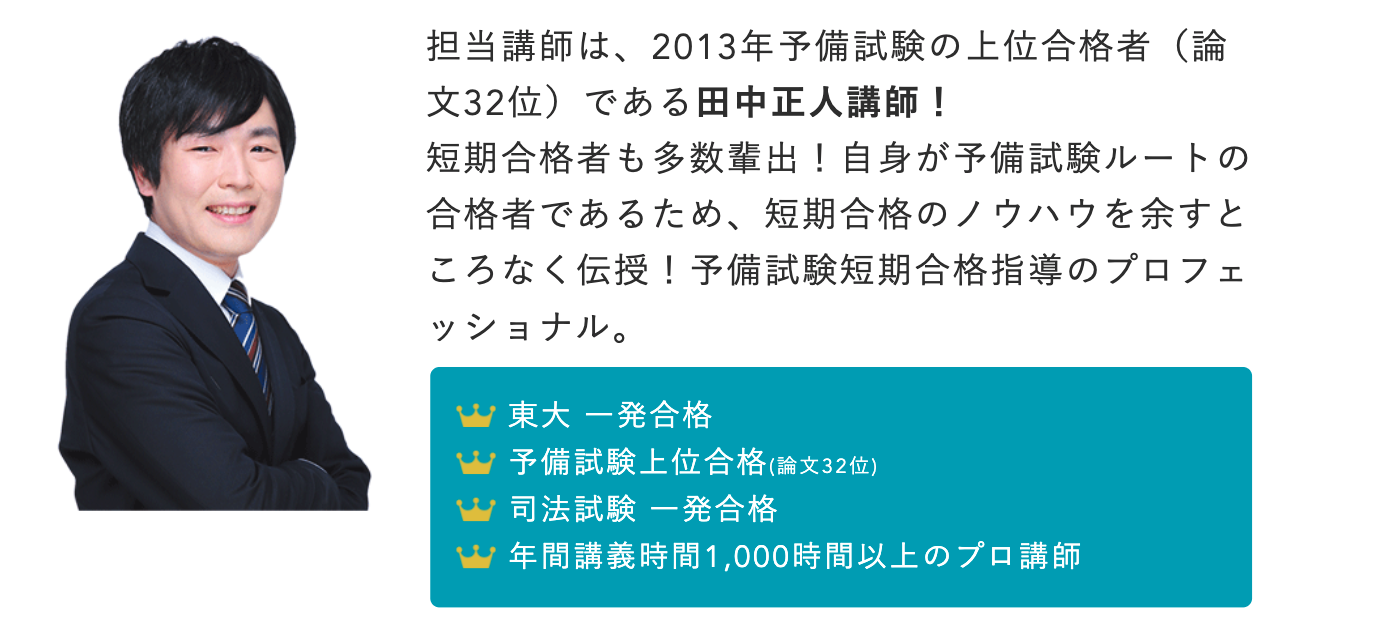 担当講師は、2013年予備試験の上位合格者（論
文32位）である田中正人講師！
短期合格者も多数輩出！自身が予備試験ルートの
合格者であるため、短期合格のノウハウを余すと
ころなく伝授！予備試験短期合格指導のプロフェ
ッショナル。
東大 一発合格
予備試験上位合格(論文32位)
司法試験 一発合格
年間講義時間1,000時間以上のプロ講師